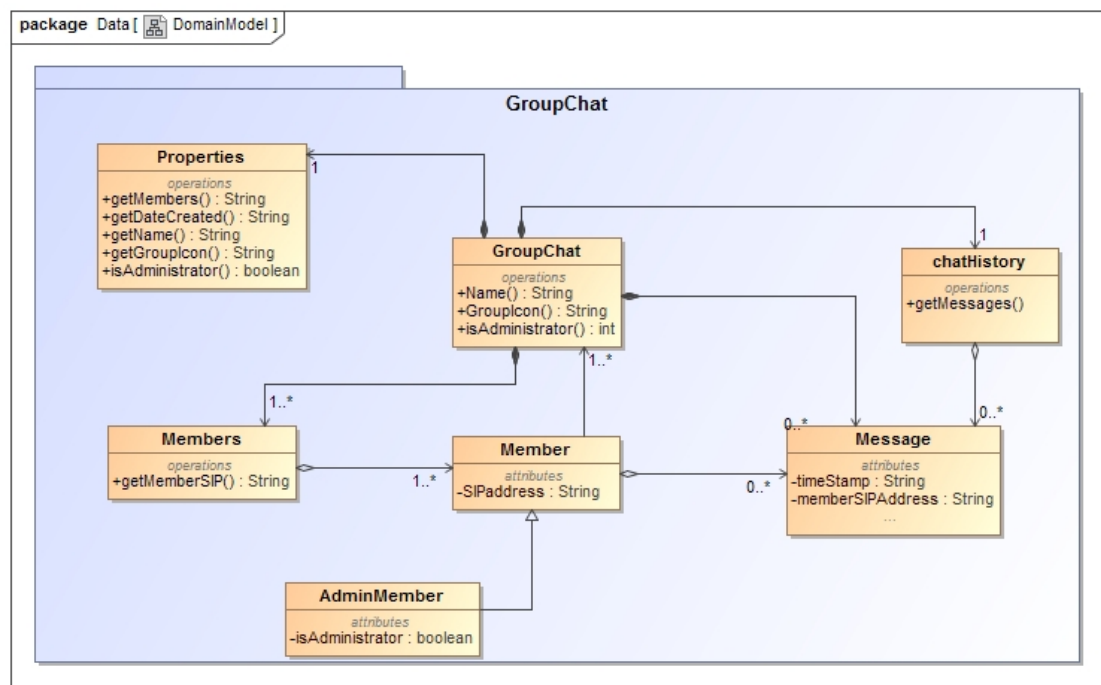 package Data [ DomainModel ]
GroupChat
Properties
operations
+getMembers() : String
+getDateCreated() : String
+getName() : String
+getGroupIcon() : String
+isAdministrator() : boolean
1
GroupChat
operations
+Name() : String
+GroupIcon() : String
+isAdministrator() : int
1
chatHistory
operations
+getMessages()
1..*
1..*
0..*
0..*
Members
operations
+getMemberSIP() : String
1..*
Member
attributes
-SIPaddress : String
0..*
Message
attributes
-timeStamp : String
-memberSIPAddress : String
...
AdminMember
attributes
-isAdministrator : boolean